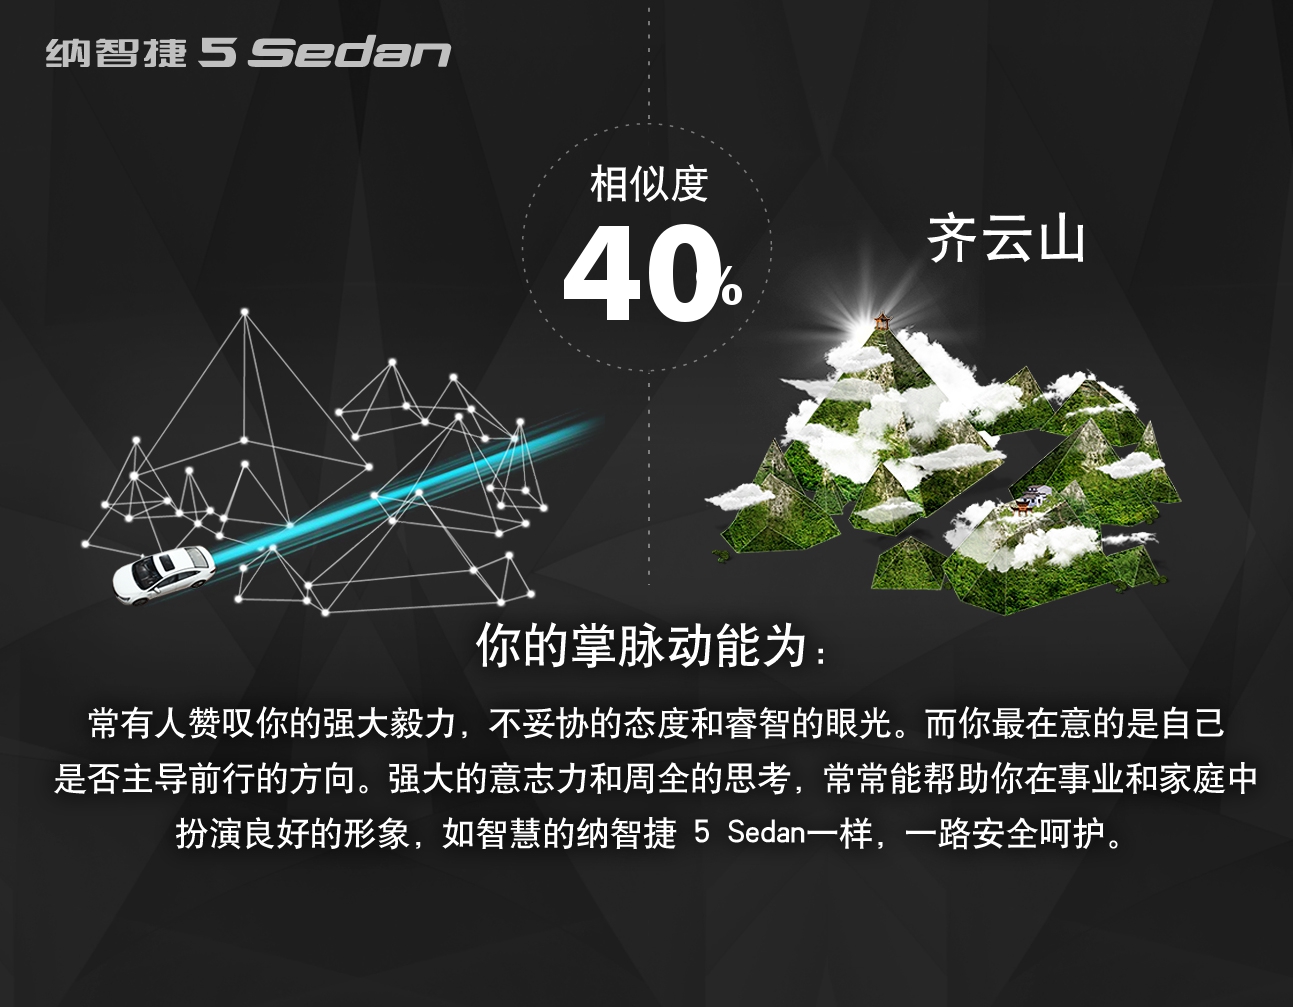 纳智捷 5 Sedan
相似度
40%
齐云山
你的掌脉动能为：
常有人赞叹你的强大毅力，不妥协的态度和睿智的眼光。而你最在意的是自己
是否主导前行的方向。强大的意志力和周全的思考，常常能帮助你在事业和家庭中
扮演良好的形象，如智慧的纳智捷 5 Sedan一样，一路安全呵护。